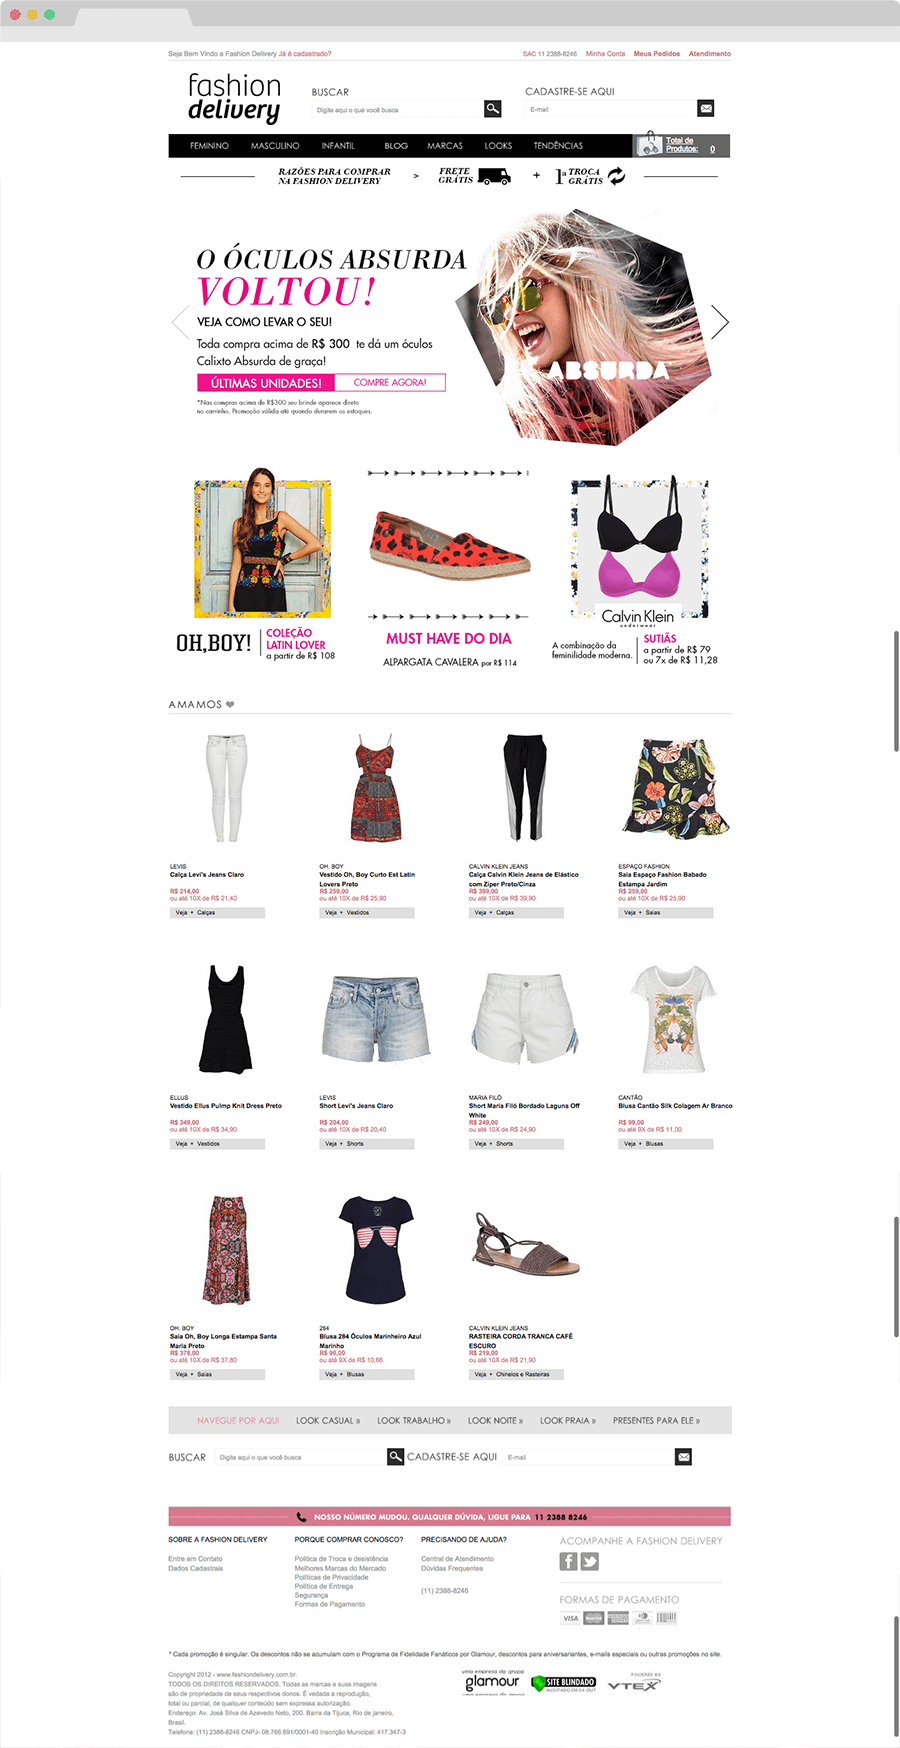 Seja Bem Vindo a Fashion Delivery Já é cadastrado?
SAC 11 2388-8246 Minha Conta Meus Pedidos Atendimento
fashion
delivery
BUSCAR
Digite aqui o que você busca
CADASTRE-SE AQUI
E-mail
FEMININO MASCULINO INFANTIL BLOG MARCAS LOOKS TENDÊNCIAS
Total de
Produtos: 0
RAZÕES PARA COMPRAR
NA FASHION DELIVERY
>
FRETE
GRÁTIS
+
1ª TROCA
GRÁTIS
O ÓCULOS ABSURDA
VOLTOU!
VEJA COMO LEVAR O SEU!
Toda compra acima de R$ 300 te dá um óculos
Calixto Absurda de graça!
ÚLTIMAS UNIDADES! COMPRE AGORA!
*Nas compras acima de R$300 seu brinde aparece direto
no carrinho. Promoção válida até quando durarem os estoques.
ABSURDA
OH,BOY!
COLEÇÃO
LATIN LOVER
a partir de R$ 108
MUST HAVE DO DIA
ALPARGATA CAVALERA por R$ 114
Calvin Klein
underwear
A combinação da
feminilidade moderna.
SUTIÃS
a partir de R$ 79
ou 7x de R$ 11,28
AMAMOS
LEVIS
Calça Levi's Jeans Claro
R$ 214,00
ou até 10X de R$ 21,40
Veja + Calças
OH. BOY
Vestido Oh, Boy Curto Est Latin
Lovers Preto
R$ 259,00
ou até 10X de R$ 25,90
Veja + Vestidos
CALVIN KLEIN JEANS
Calça Calvin Klein Jeans de Elástico
com Ziper Preto/Cinza
R$ 399,00
ou até 10X de R$ 39,90
Veja + Calças
ESPAÇO FASHION
Saia Espaço Fashion Babado
Estampa Jardim
R$ 259,00
ou até 10X de R$ 25,90
Veja + Saias
ELLUS
Vestido Ellus Pulmp Knit Dress Preto
R$ 349,00
ou até 10X de R$ 34,90
Veja + Vestidos
LEVIS
Short Levi's Jeans Claro
R$ 204,00
ou até 10X de R$ 20,40
Veja + Shorts
MARIA FILÓ
Short Maria Filó Bordado Laguna Off
White
R$ 249,00
ou até 10X de R$ 24,90
Veja + Shorts
CANTÃO
Blusa Cantão Silk Colagem Ar Branco
R$ 99,00
ou até 9X de R$ 11,00
Veja + Blusas
OH. BOY
Saia Oh, Boy Longa Estampa Santa
Maria Preto
R$ 378,00
ou até 10X de R$ 37,80
Veja + Saias
284
Blusa 284 Óculos Marinheiro Azul
Marinho
R$ 96,00
ou até 9X de R$ 10,66
Veja + Blusas
CALVIN KLEIN JEANS
RASTEIRA CORDA TRANCA CAFÉ
ESCURO
R$ 219,00
ou até 10X de R$ 21,90
Veja + Chinelos e Rasteiras
NAVEGUE POR AQUI LOOK CASUAL » LOOK TRABALHO » LOOK NOITE » LOOK PRAIA » PRESENTES PARA ELE »
BUSCAR Digite aqui o que você busca CADASTRE-SE AQUI E-mail
NOSSO NÚMERO MUDOU. QUALQUER DÚVIDA, LIGUE PARA 11 2388 8246
SOBRE A FASHION DELIVERY
Entre em Contato
Dados Cadastrais
PORQUE COMPRAR CONOSCO?
Política de Troca e desistência
Melhores Marcas do Mercado
Políticas de Privacidade
Política de Entrega
Segurança
Formas de Pagamento
PRECISANDO DE AJUDA?
Central de Atendimento
Dúvidas Frequentes
(11) 2388-8246
ACOMPANHE A FASHION DELIVERY
FORMAS DE PAGAMENTO
VISA
* Cada promoção é singular. Os descontos não se acumulam com o Programa de Fidelidade Fanáticos por Glamour, descontos para aniversariantes, e-mails especiais ou outras promoções no site.
Copyright 2012 - www.fashiondelivery.com.br.
TODOS OS DIREITOS RESERVADOS. Todas as marcas e suas imagens
são de propriedade de seus respectivos donos. É vedada a reprodução,
total ou parcial, de qualquer conteúdo sem expressa autorização.
Endereço: Av. José Silva de Azevedo Neto, 200. Barra da Tijuca, Rio de janeiro,
Brasil.
Telefone: (11) 2388-8246 CNPJ- 08.766.691/0001-40 Inscrição Municipal: 417.347-3
uma empresa do grupo
glamour
uma empresa do grupo
SITE BLINDADO
AUDITADO EM 04-OUT
POWERED BY
VTEX